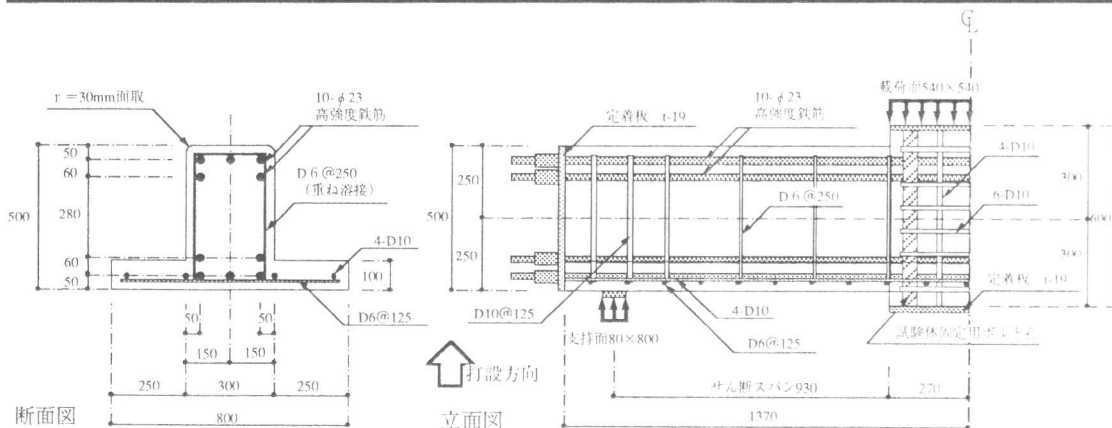 r =30mm面取
10-φ23
高強度鉄筋
D 6 @250
(重ね溶接)
4-D10
D6@125
50
60
500
280
60
50
100
50
50
150
150
250
300
250
800
断面図
打設方向
℄
載荷面540×540
定着板 t-19
10-φ23
高強度鉄筋
4-D10
6-D10
D 6 @250
250
500
250
300
600
300
定着板 t-19
D10@125
4-D10
D6@125
支持面80×800
せん断スパン930
270
1370
立面図